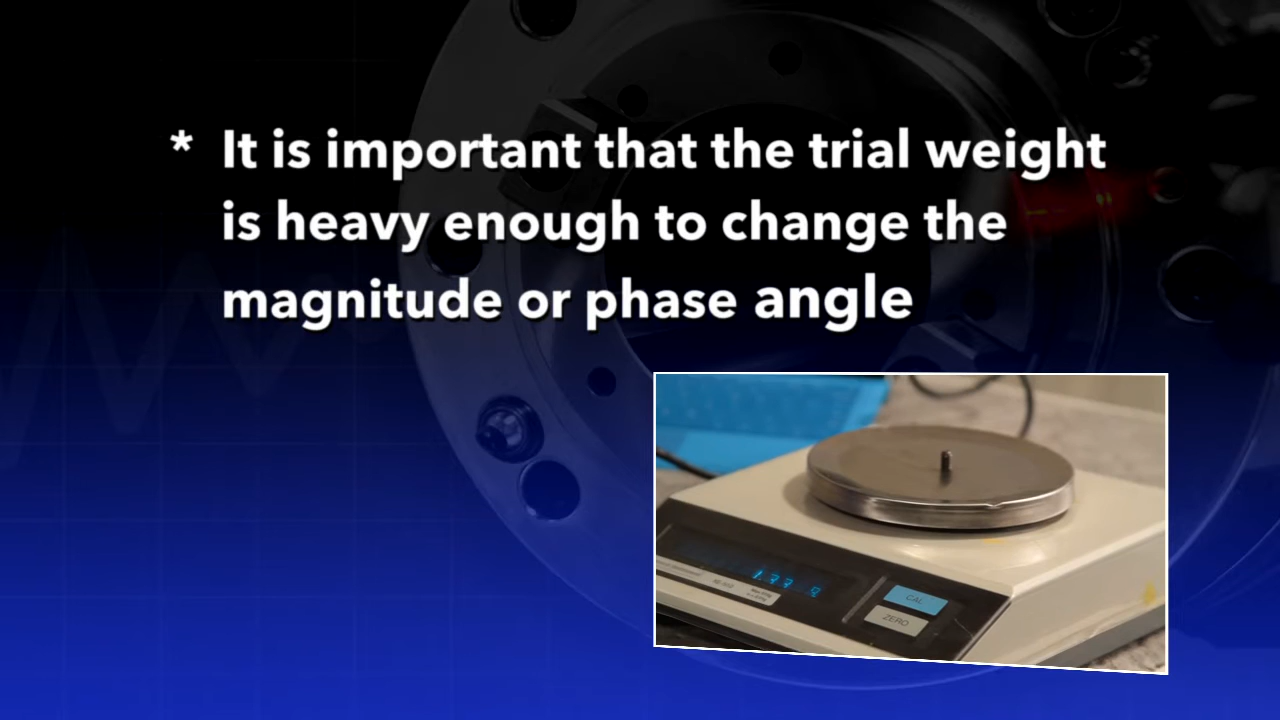 * It is important that the trial weight
is heavy enough to change the
magnitude or phase angle
CAL
ZERO